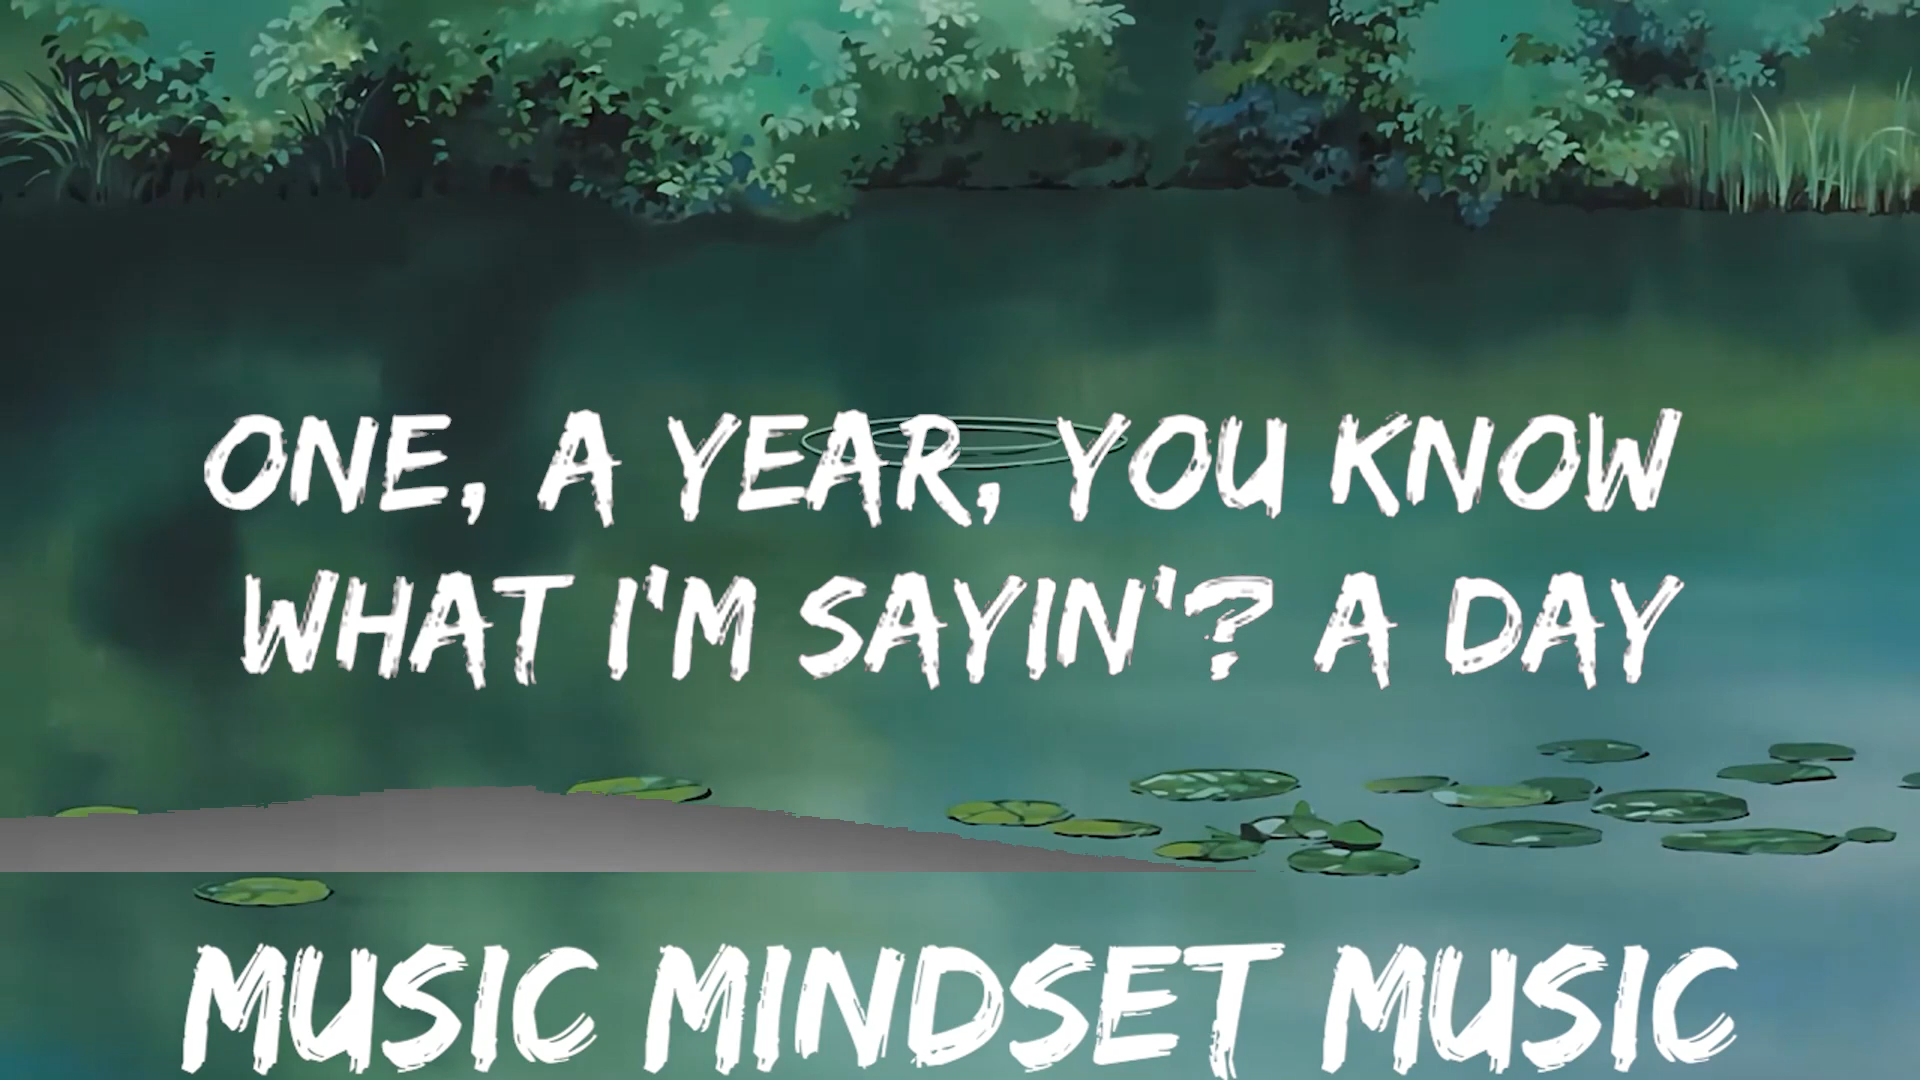 ONE, A YEAR, YOU KNOW
WHAT I'M SAYIN'? A DAY
MUSIC MINDSET MUSIC